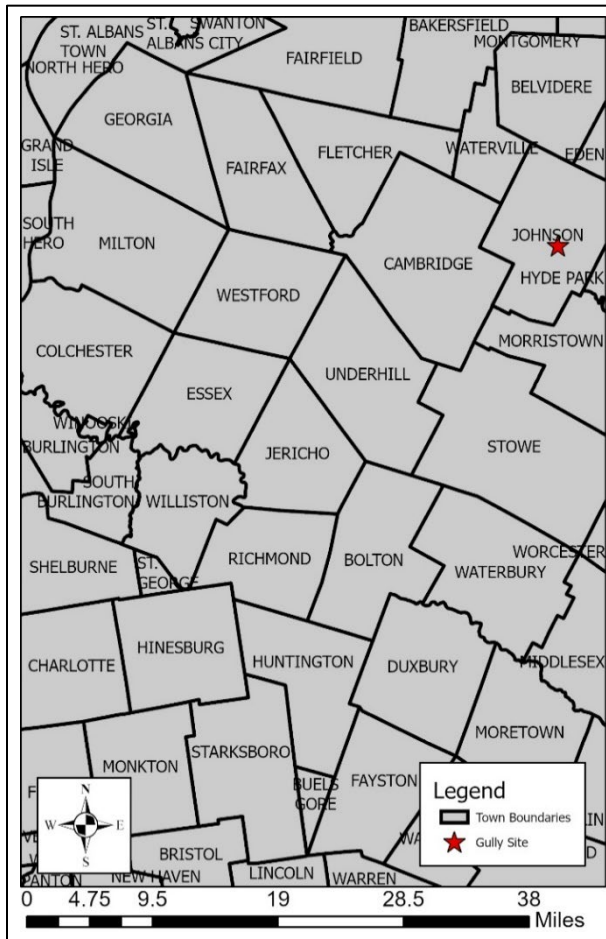 ST. ALBANS
TOWN
ST.
ALBANS CITY
SWANTON
BAKERSFIELD
MONTGOMERY
NORTH HERO
FAIRFIELD
BELVIDERE
GEORGIA
GRAND
ISLE
FAIRFAX
FLETCHER
WATERVILLE
EDEN
SOUTH
HERO
MILTON
JOHNSON
CAMBRIDGE
HYDE PARK
WESTFORD
MORRISTOWN
COLCHESTER
UNDERHILL
ESSEX
WINOOSKI
BURLINGTON
JERICHO
STOWE
SOUTH
BURLINGTON
WILLISTON
SHELBURNE
ST.
GEORGE
RICHMOND
BOLTON
WORCESTER
WATERBURY
HINESBURG
CHARLOTTE
HUNTINGTON
DUXBURY
MIDDLESEX
MORETOWN
MONKTON
STARKSBORO
BUELS
GORE
FAYSTON
BRISTOL
NEW HAVEN
PANTON
LINCOLN
WARREN
N
W E
S
Legend
Town Boundaries
Gully Site
0 4.75 9.5 19 28.5 38
Miles